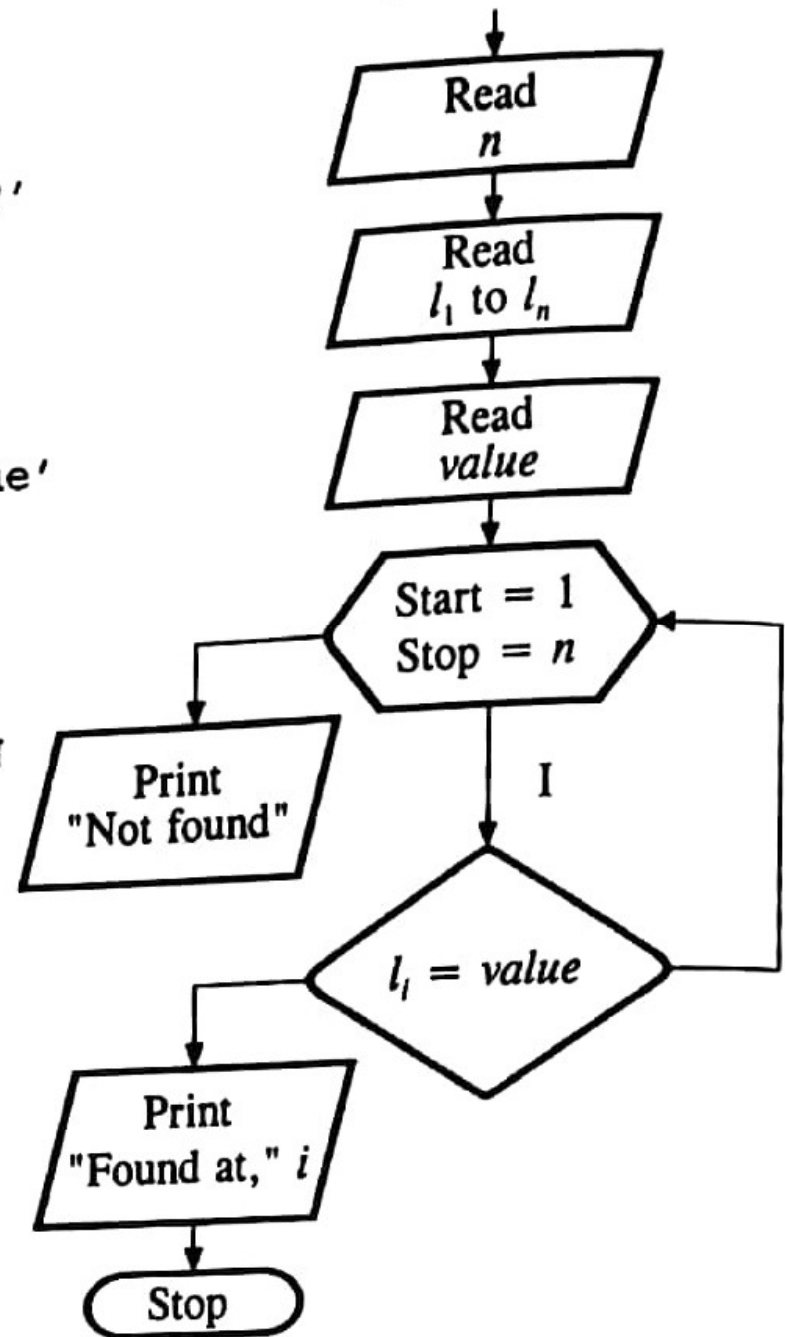 Read
n
Read
l₁ to lₙ
Read
value
Start = 1
Stop = n
Print
"Not found"
I
lᵢ = value
Print
"Found at," i
Stop